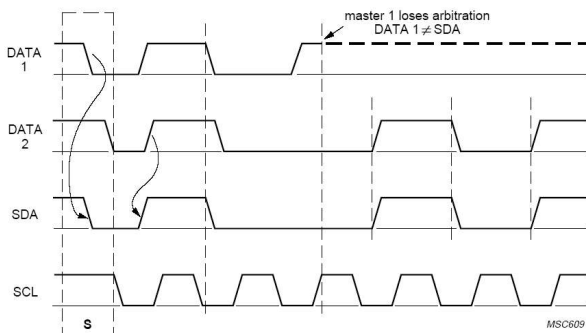 master 1 loses arbitration
DATA 1 ≠ SDA
DATA
1
DATA
2
SDA
SCL
S
MSC609